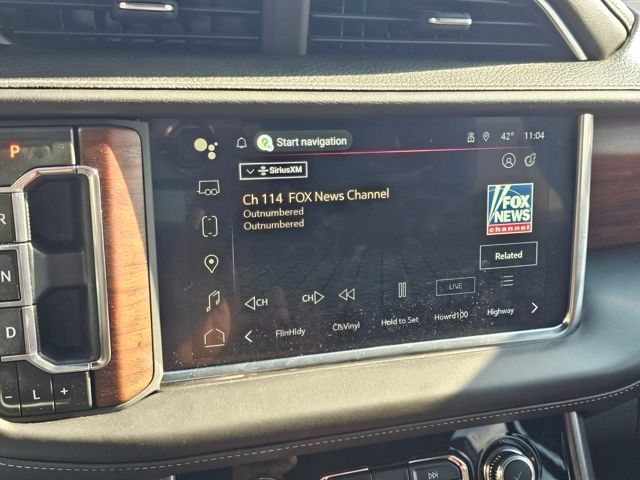 P
R
N
D
L +
Start navigation
42° 11:04
SiriusXM
Ch 114 FOX News Channel
Outnumbered
Outnumbered
FOX
NEWS
channel
Related
CH CH LIVE
FlinHldy ClsVinyl Hold to Set Howrd100 Highway